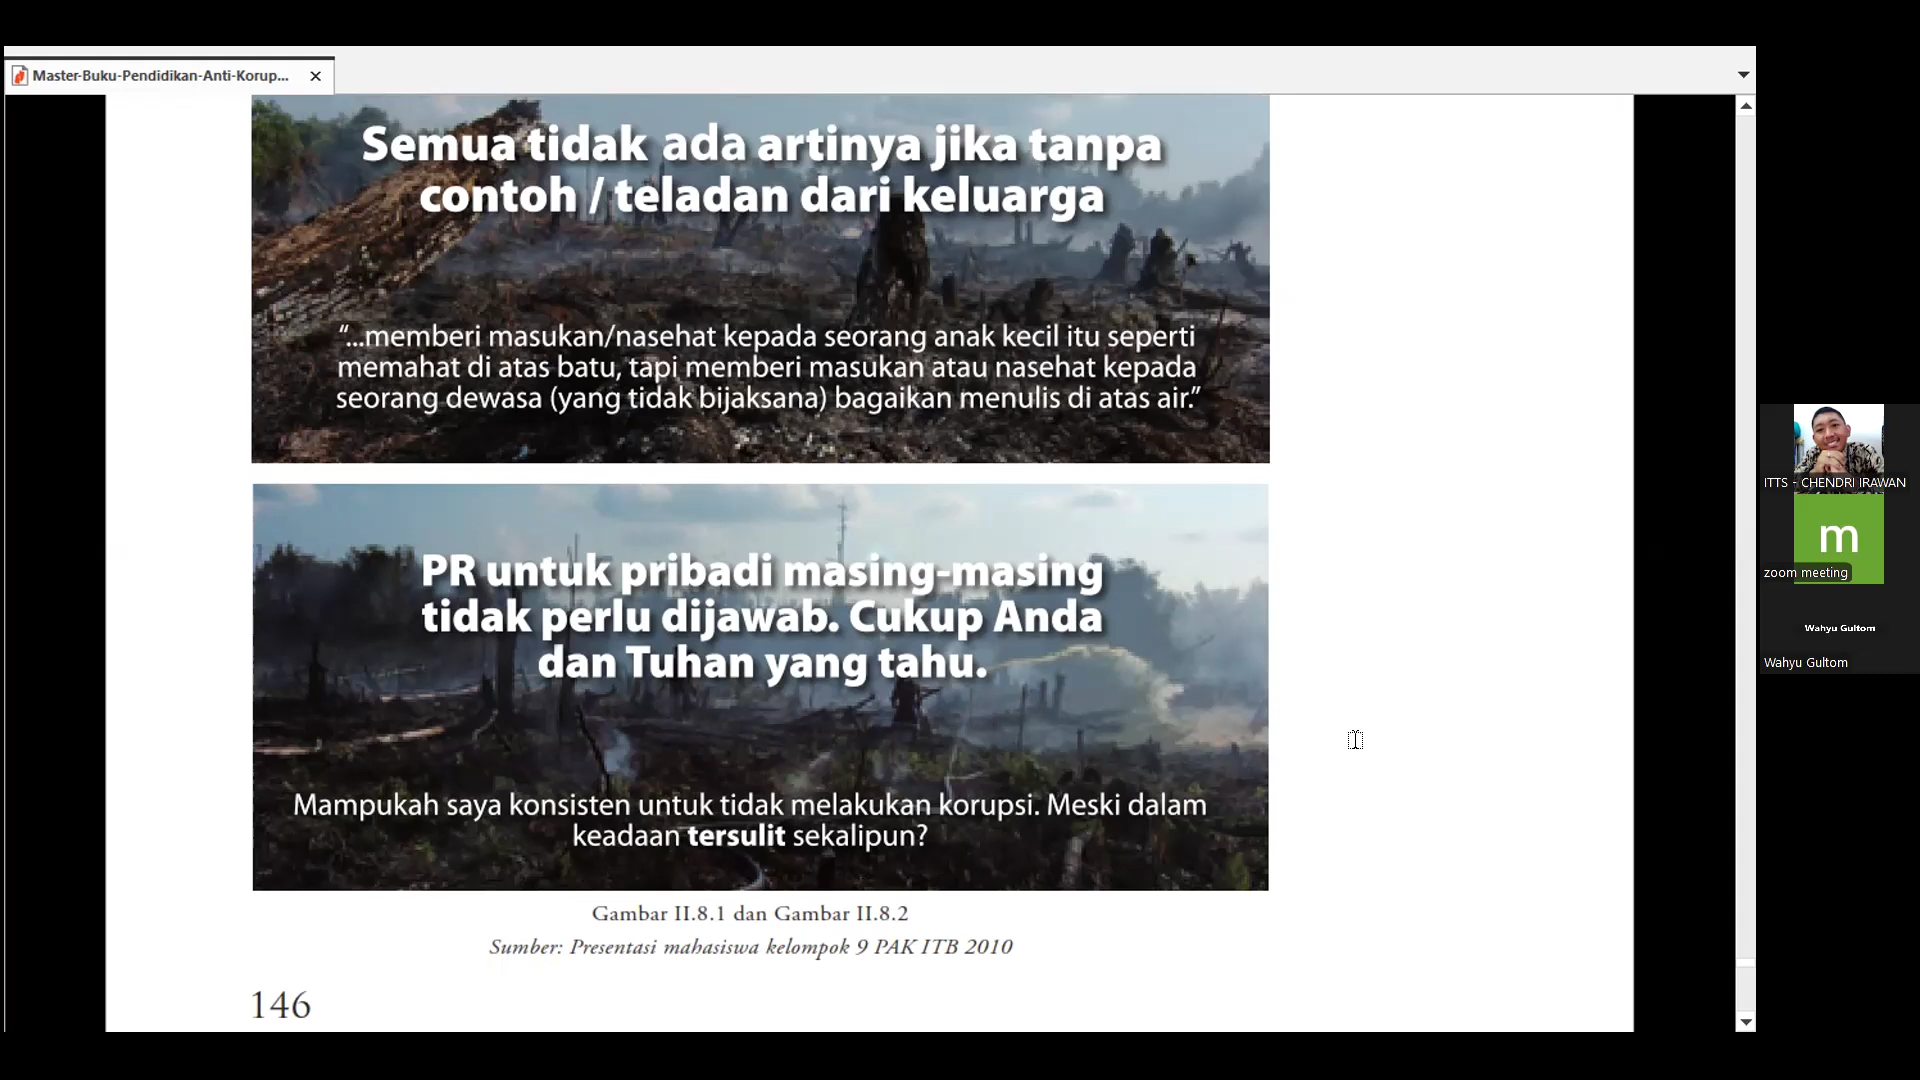 Master-Buku-Pendidikan-Anti-Korup...
Semua tidak ada artinya jika tanpa
contoh / teladan dari keluarga
“...memberi masukan/nasehat kepada seorang anak kecil itu seperti
memahat di atas batu, tapi memberi masukan atau nasehat kepada
seorang dewasa (yang tidak bijaksana) bagaikan menulis di atas air.”
PR untuk pribadi masing-masing
tidak perlu dijawab. Cukup Anda
dan Tuhan yang tahu.
Mampukah saya konsisten untuk tidak melakukan korupsi. Meski dalam
keadaan tersulit sekalipun?
Gambar II.8.1 dan Gambar II.8.2
Sumber: Presentasi mahasiswa kelompok 9 PAK ITB 2010
146
ITTS - CHENDRI IRAWAN
m
zoom meeting
Wahyu Gultom
Wahyu Gultom